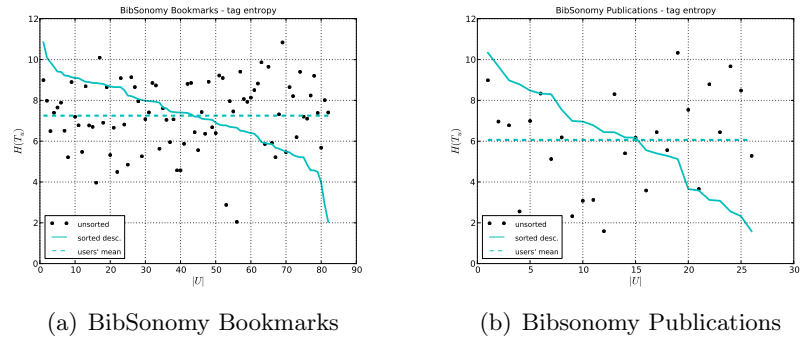 BibSonomy Bookmarks - tag entropy
12
10
8
6
4
2
0
H(Tᵤ)
unsorted
sorted desc.
users' mean
0 10 20 30 40 50 60 70 80 90
|U|
(a) BibSonomy Bookmarks
BibSonomy Publications - tag entropy
12
10
8
6
4
2
0
H(Tᵤ)
unsorted
sorted desc.
users' mean
0 5 10 15 20 25 30
|U|
(b) Bibsonomy Publications